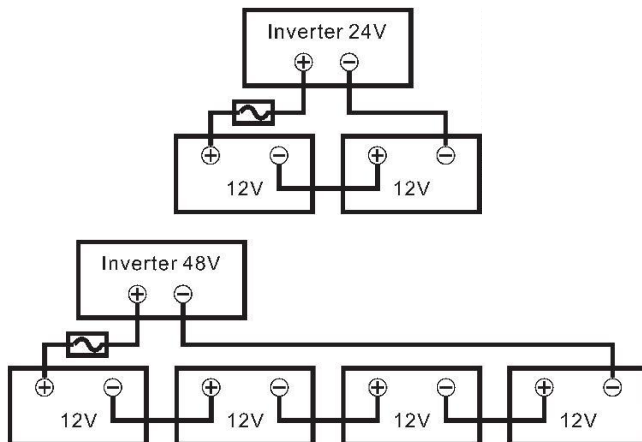 Inverter 24V
+ −
+ − + −
12V 12V
Inverter 48V
+ −
+ − + − + − + −
12V 12V 12V 12V